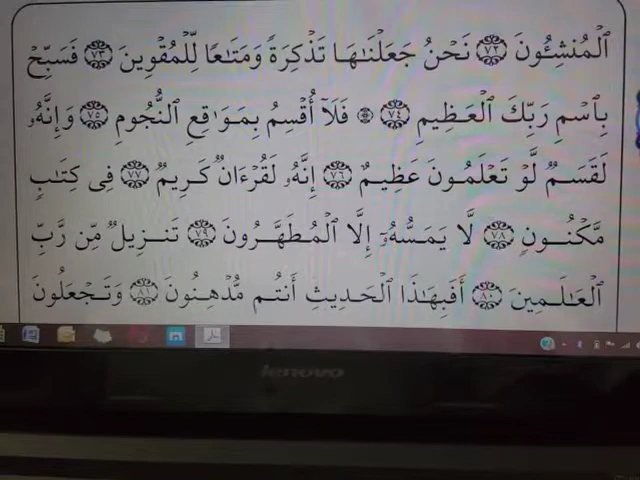 ٱلْمُنشِـُٔونَ ٧٢ نَحْنُ جَعَلْنَٰهَا تَذْكِرَةً وَمَتَٰعًا لِّلْمُقْوِينَ ٧٣ فَسَبِّحْ
بِٱسْمِ رَبِّكَ ٱلْعَظِيمِ ٧٤ ۞ فَلَآ أُقْسِمُ بِمَوَٰقِعِ ٱلنُّجُومِ ٧٥ وَإِنَّهُۥ
لَقَسَمٌ لَّوْ تَعْلَمُونَ عَظِيمٌ ٧٦ إِنَّهُۥ لَقُرْءَانٌ كَرِيمٌ ٧٧ فِى كِتَٰبٍ
مَّكْنُونٍ ٧٨ لَّا يَمَسُّهُۥٓ إِلَّا ٱلْمُطَهَّرُونَ ٧٩ تَنزِيلٌ مِّن رَّبِّ
ٱلْعَٰلَمِينَ ٨٠ أَفَبِهَٰذَا ٱلْحَدِيثِ أَنتُم مُّدْهِنُونَ ٨١ وَتَجْعَلُونَ
lenovo